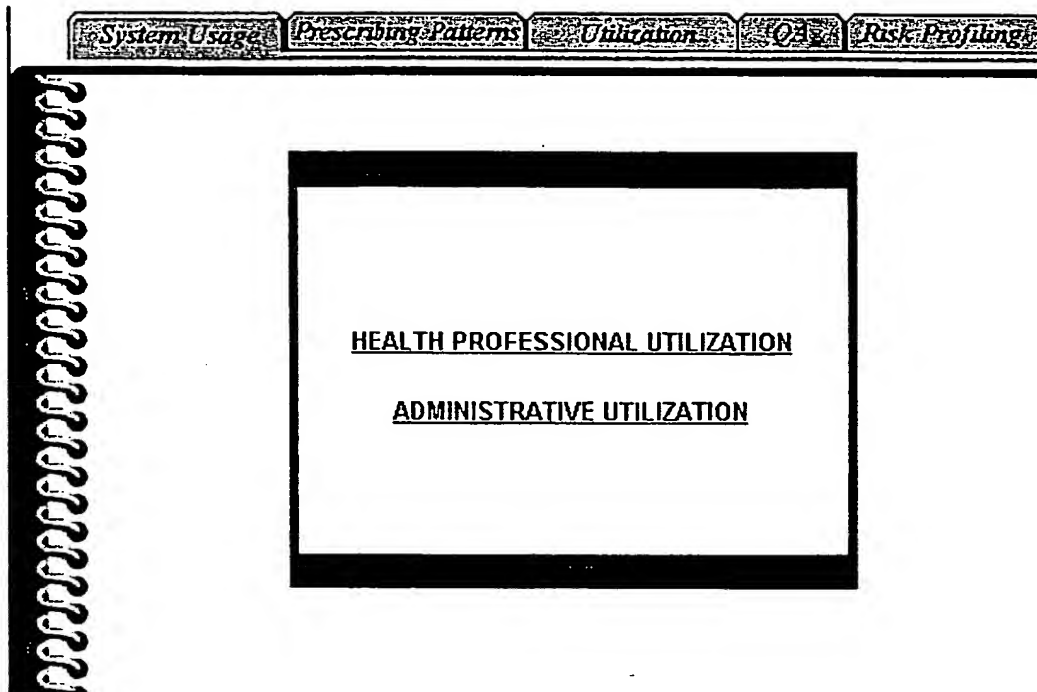 System Usage Prescribing Patterns Utilization QA Risk Profiling
HEALTH PROFESSIONAL UTILIZATION
ADMINISTRATIVE UTILIZATION